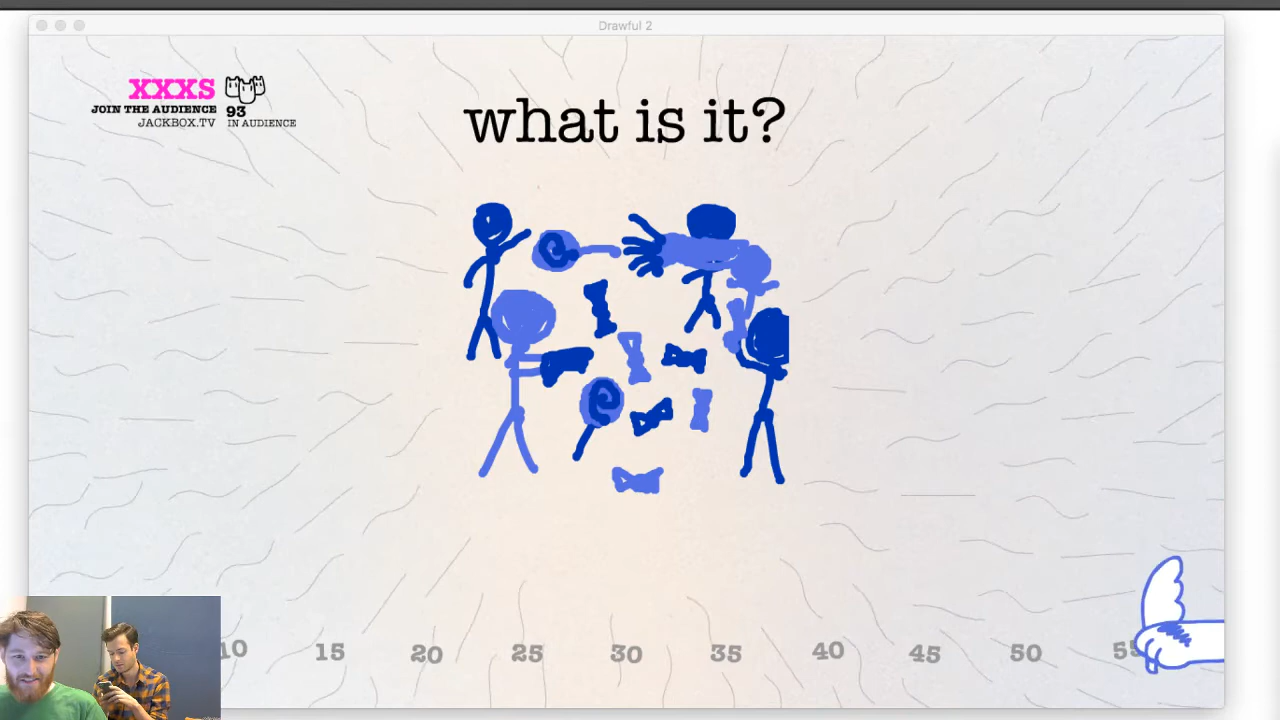 Drawful 2
XXXS
JOIN THE AUDIENCE
JACKBOX.TV
93
IN AUDIENCE
what is it?
10 15 20 25 30 35 40 45 50 55